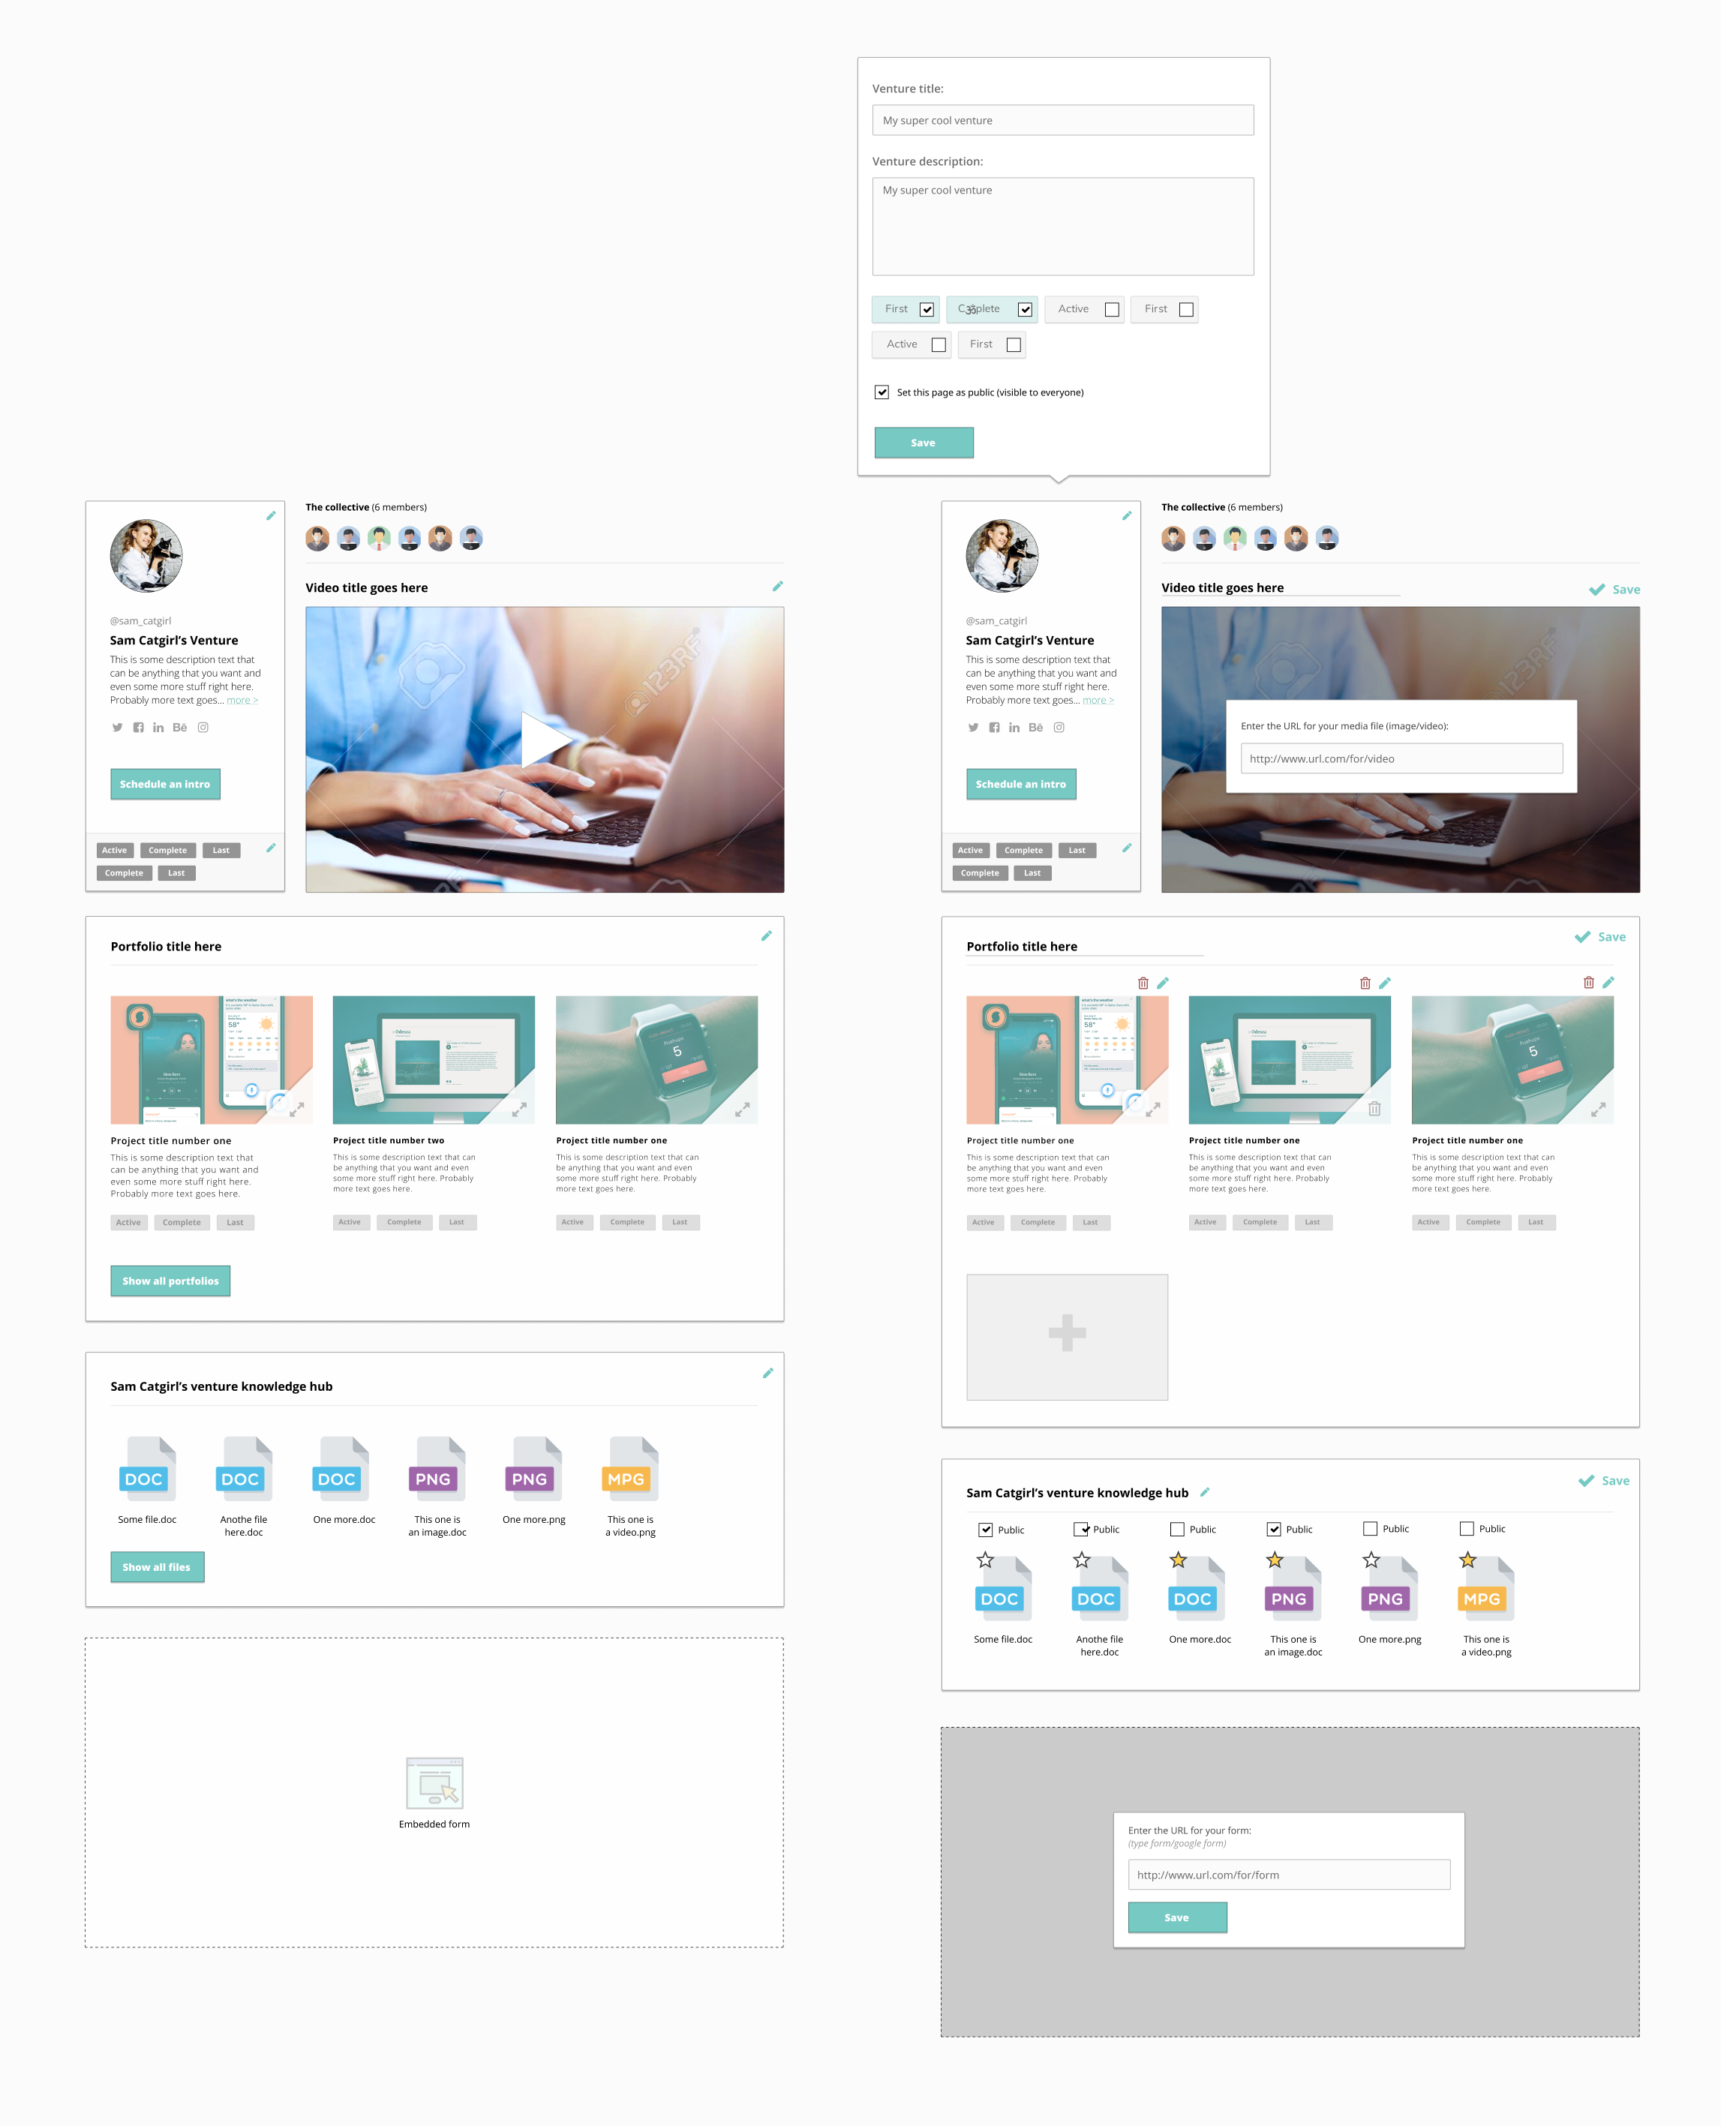 Venture title:
My super cool venture
Venture description:
My super cool venture
First
Active
First
Active
First
Set this page as public (visible to everyone)
Save
The collective (6 members)
Video title goes here
@sam_catgirl
Sam Catgirl's Venture
This is some description text that
can be anything that you want and
even some more stuff right here.
Probably more text goes... more >
Bē
Schedule an intro
Active Complete Last
Complete Last
@123RF
Portfolio title here
58°
5
Project title number one
This is some description text that
can be anything that you want and
even some more stuff right here.
Probably more text goes here.
Active Complete Last
Project title number two
This is some description text that can
be anything that you want and even
some more stuff right here. Probably
more text goes here.
Active Complete Last
Project title number one
This is some description text that can
be anything that you want and even
some more stuff right here. Probably
more text goes here.
Active Complete Last
Show all portfolios
Sam Catgirl's venture knowledge hub
DOC DOC DOC PNG PNG MPG
Some file.doc
Anothe file
here.doc
One more.doc
This one is
an image.doc
One more.png
This one is
a video.png
Show all files
Embedded form
The collective (6 members)
Video title goes here
Save
@sam_catgirl
Sam Catgirl's Venture
This is some description text that
can be anything that you want and
even some more stuff right here.
Probably more text goes... more >
Bē
Schedule an intro
Active Complete Last
Complete Last
@123RF
Enter the URL for your media file (image/video):
http://www.url.com/for/video
Portfolio title here
Save
58°
5
Project title number one
This is some description text that can
be anything that you want and even
some more stuff right here. Probably
more text goes here.
Active Complete Last
Project title number one
This is some description text that can
be anything that you want and even
some more stuff right here. Probably
more text goes here.
Active Complete Last
Project title number one
This is some description text that can
be anything that you want and even
some more stuff right here. Probably
more text goes here.
Active Complete Last
Save
Sam Catgirl's venture knowledge hub
Public Public Public Public Public Public
DOC DOC DOC PNG PNG MPG
Some file.doc
Anothe file
here.doc
One more.doc
This one is
an image.doc
One more.png
This one is
a video.png
Enter the URL for your form:
(type form/google form)
http://www.url.com/for/form
Save